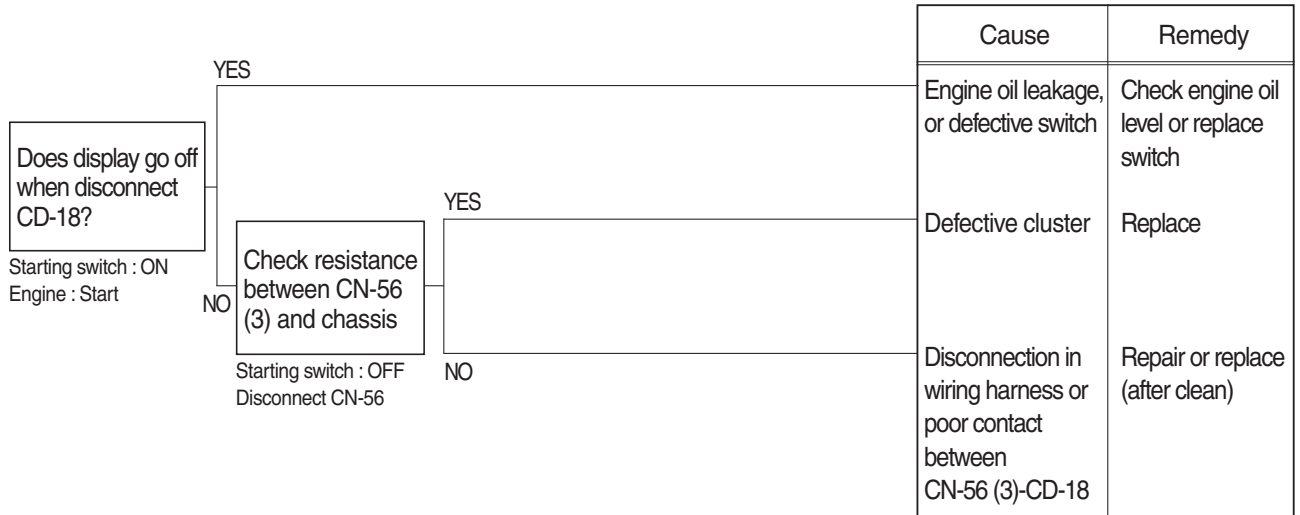 Cause
Remedy
YES
Engine oil leakage,
or defective switch
Check engine oil
level or replace
switch
Does display go off
when disconnect
CD-18?
Starting switch : ON
Engine : Start
NO
Check resistance
between CN-56
(3) and chassis
Starting switch : OFF
Disconnect CN-56
YES
Defective cluster
Replace
NO
Disconnection in
wiring harness or
poor contact
between
CN-56 (3)-CD-18
Repair or replace
(after clean)